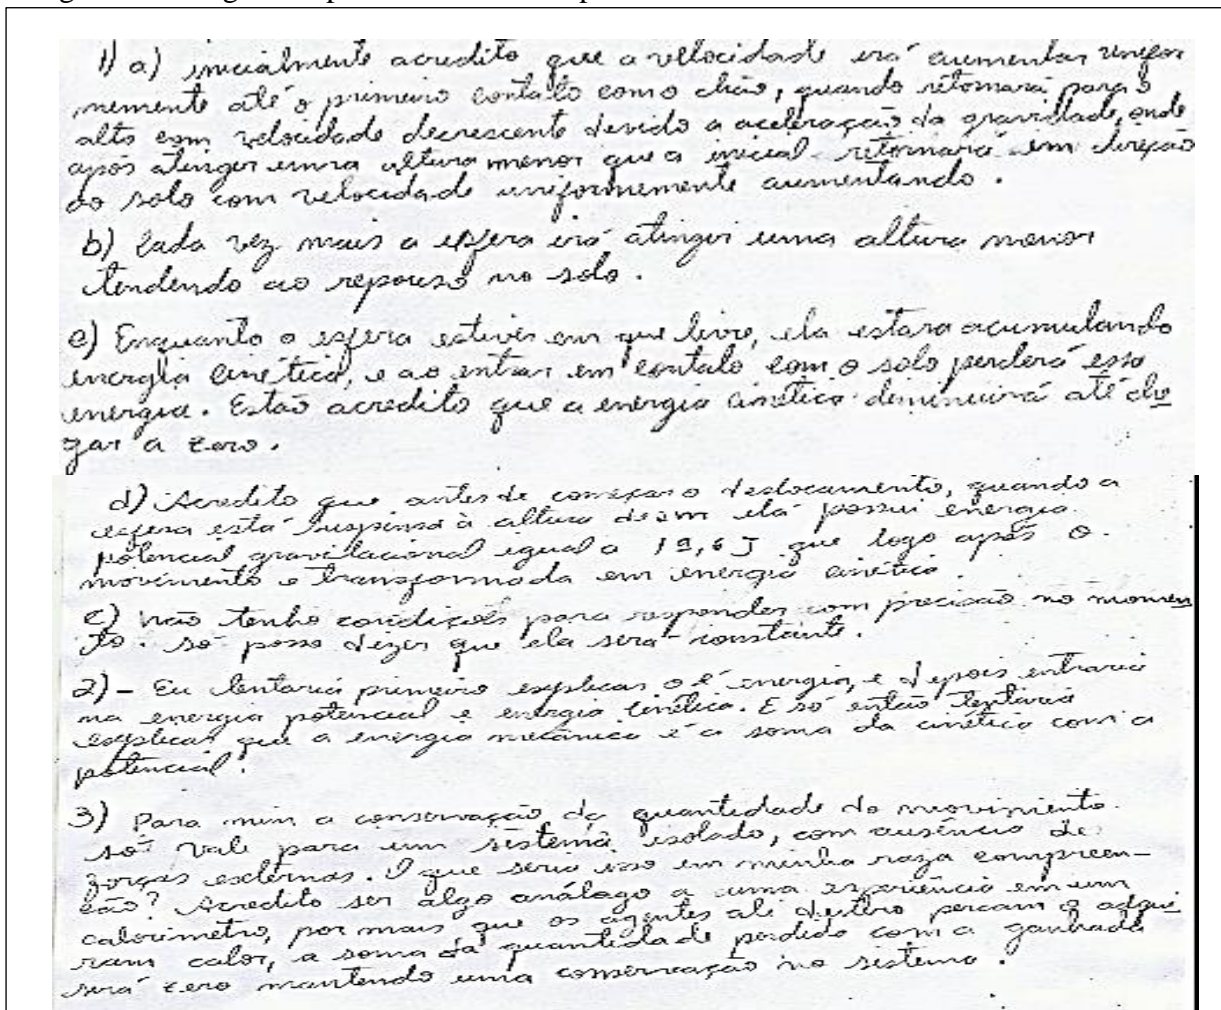 1) a) inicialmente acredito que a velocidade irá aumentar unifor
memente até o primeiro contato com o chão, quando retornará para o
alto com velocidade decrescente devido a aceleração da gravidade, onde
após atinger uma altura menor que a inicial retornará em direção
ao solo com velocidade uniformemente aumentando.
b) Cada vez mais a esfera irá atinger uma altura menor
tendendo ao repouso no solo.
c) Enquanto a esfera estiver em que livre, ela estara acumulando
energia cinética, e ao entrar em contato com o solo perderá essa
energia. Estão acredito que a energia cinética deminuirá até che
gar a zero.
d) Acredito que antes de começar o deslocamento, quando a
esfera está suspensa à altura de 2m ela possui energia
potencial gravitacional igual a 19,6 J que logo após o
movimento e transformada em energia cinética.
e) não tenho condições para responder com precisão no momen
to. só posso dizer que ela será constante.
2) - Eu tentaria primeiro explicar o é energia, e depois entraria
na energia potencial e energia cinética. E só então tentaria
explicar que a energia mecânica é a soma da cinética com a
potencial.
3) Para mim a conservação da quantidade do movimento
só vale para um sistema isolado, com ausência de
forças externas. O que seria isso em minha raza compreen-
são? Acredito ser algo análago a uma experiência em um
calorimetro, por mais que os agentes ali dentro percam o adqui
ram calor, a soma da quantidade perdido com a ganhada
será zero mantendo uma conservação no sistema.